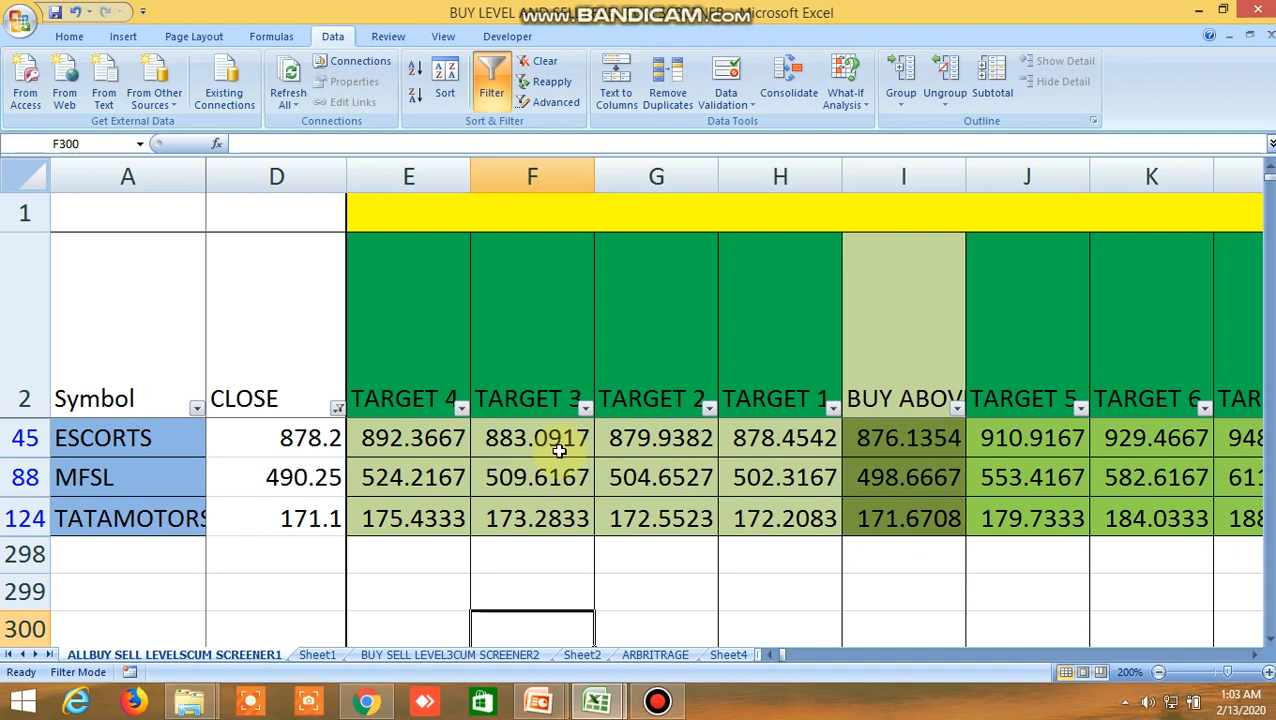 BUY LEVEL AND SEL
www.BANDICAM.com
NER - Microsoft Excel
Home Insert Page Layout Formulas Data Review View Developer
From Access
From Web
From Text
From Other Sources
Existing Connections
Get External Data
Refresh All
Connections
Properties
Edit Links
Connections
Sort
Filter
Clear
Reapply
Advanced
Sort & Filter
Text to Columns
Remove Duplicates
Data Validation
Consolidate
What-If Analysis
Data Tools
Group
Ungroup
Subtotal
Show Detail
Hide Detail
Outline
F300 fx
A D E F G H I J K
1
2 Symbol CLOSE TARGET 4 TARGET 3 TARGET 2 TARGET 1 BUY ABOV TARGET 5 TARGET 6 TAR
45 ESCORTS 878.2 892.3667 883.0917 879.9382 878.4542 876.1354 910.9167 929.4667 948
88 MFSL 490.25 524.2167 509.6167 504.6527 502.3167 498.6667 553.4167 582.6167 611
124 TATAMOTORS 171.1 175.4333 173.2833 172.5523 172.2083 171.6708 179.7333 184.0333 188
298
299
300
ALLBUY SELL LEVELSCUM SCREENER1 Sheet1 BUY SELL LEVEL3CUM SCREENER2 Sheet2 ARBRITRAGE Sheet4
Ready Filter Mode 200%
1:03 AM
2/13/2020